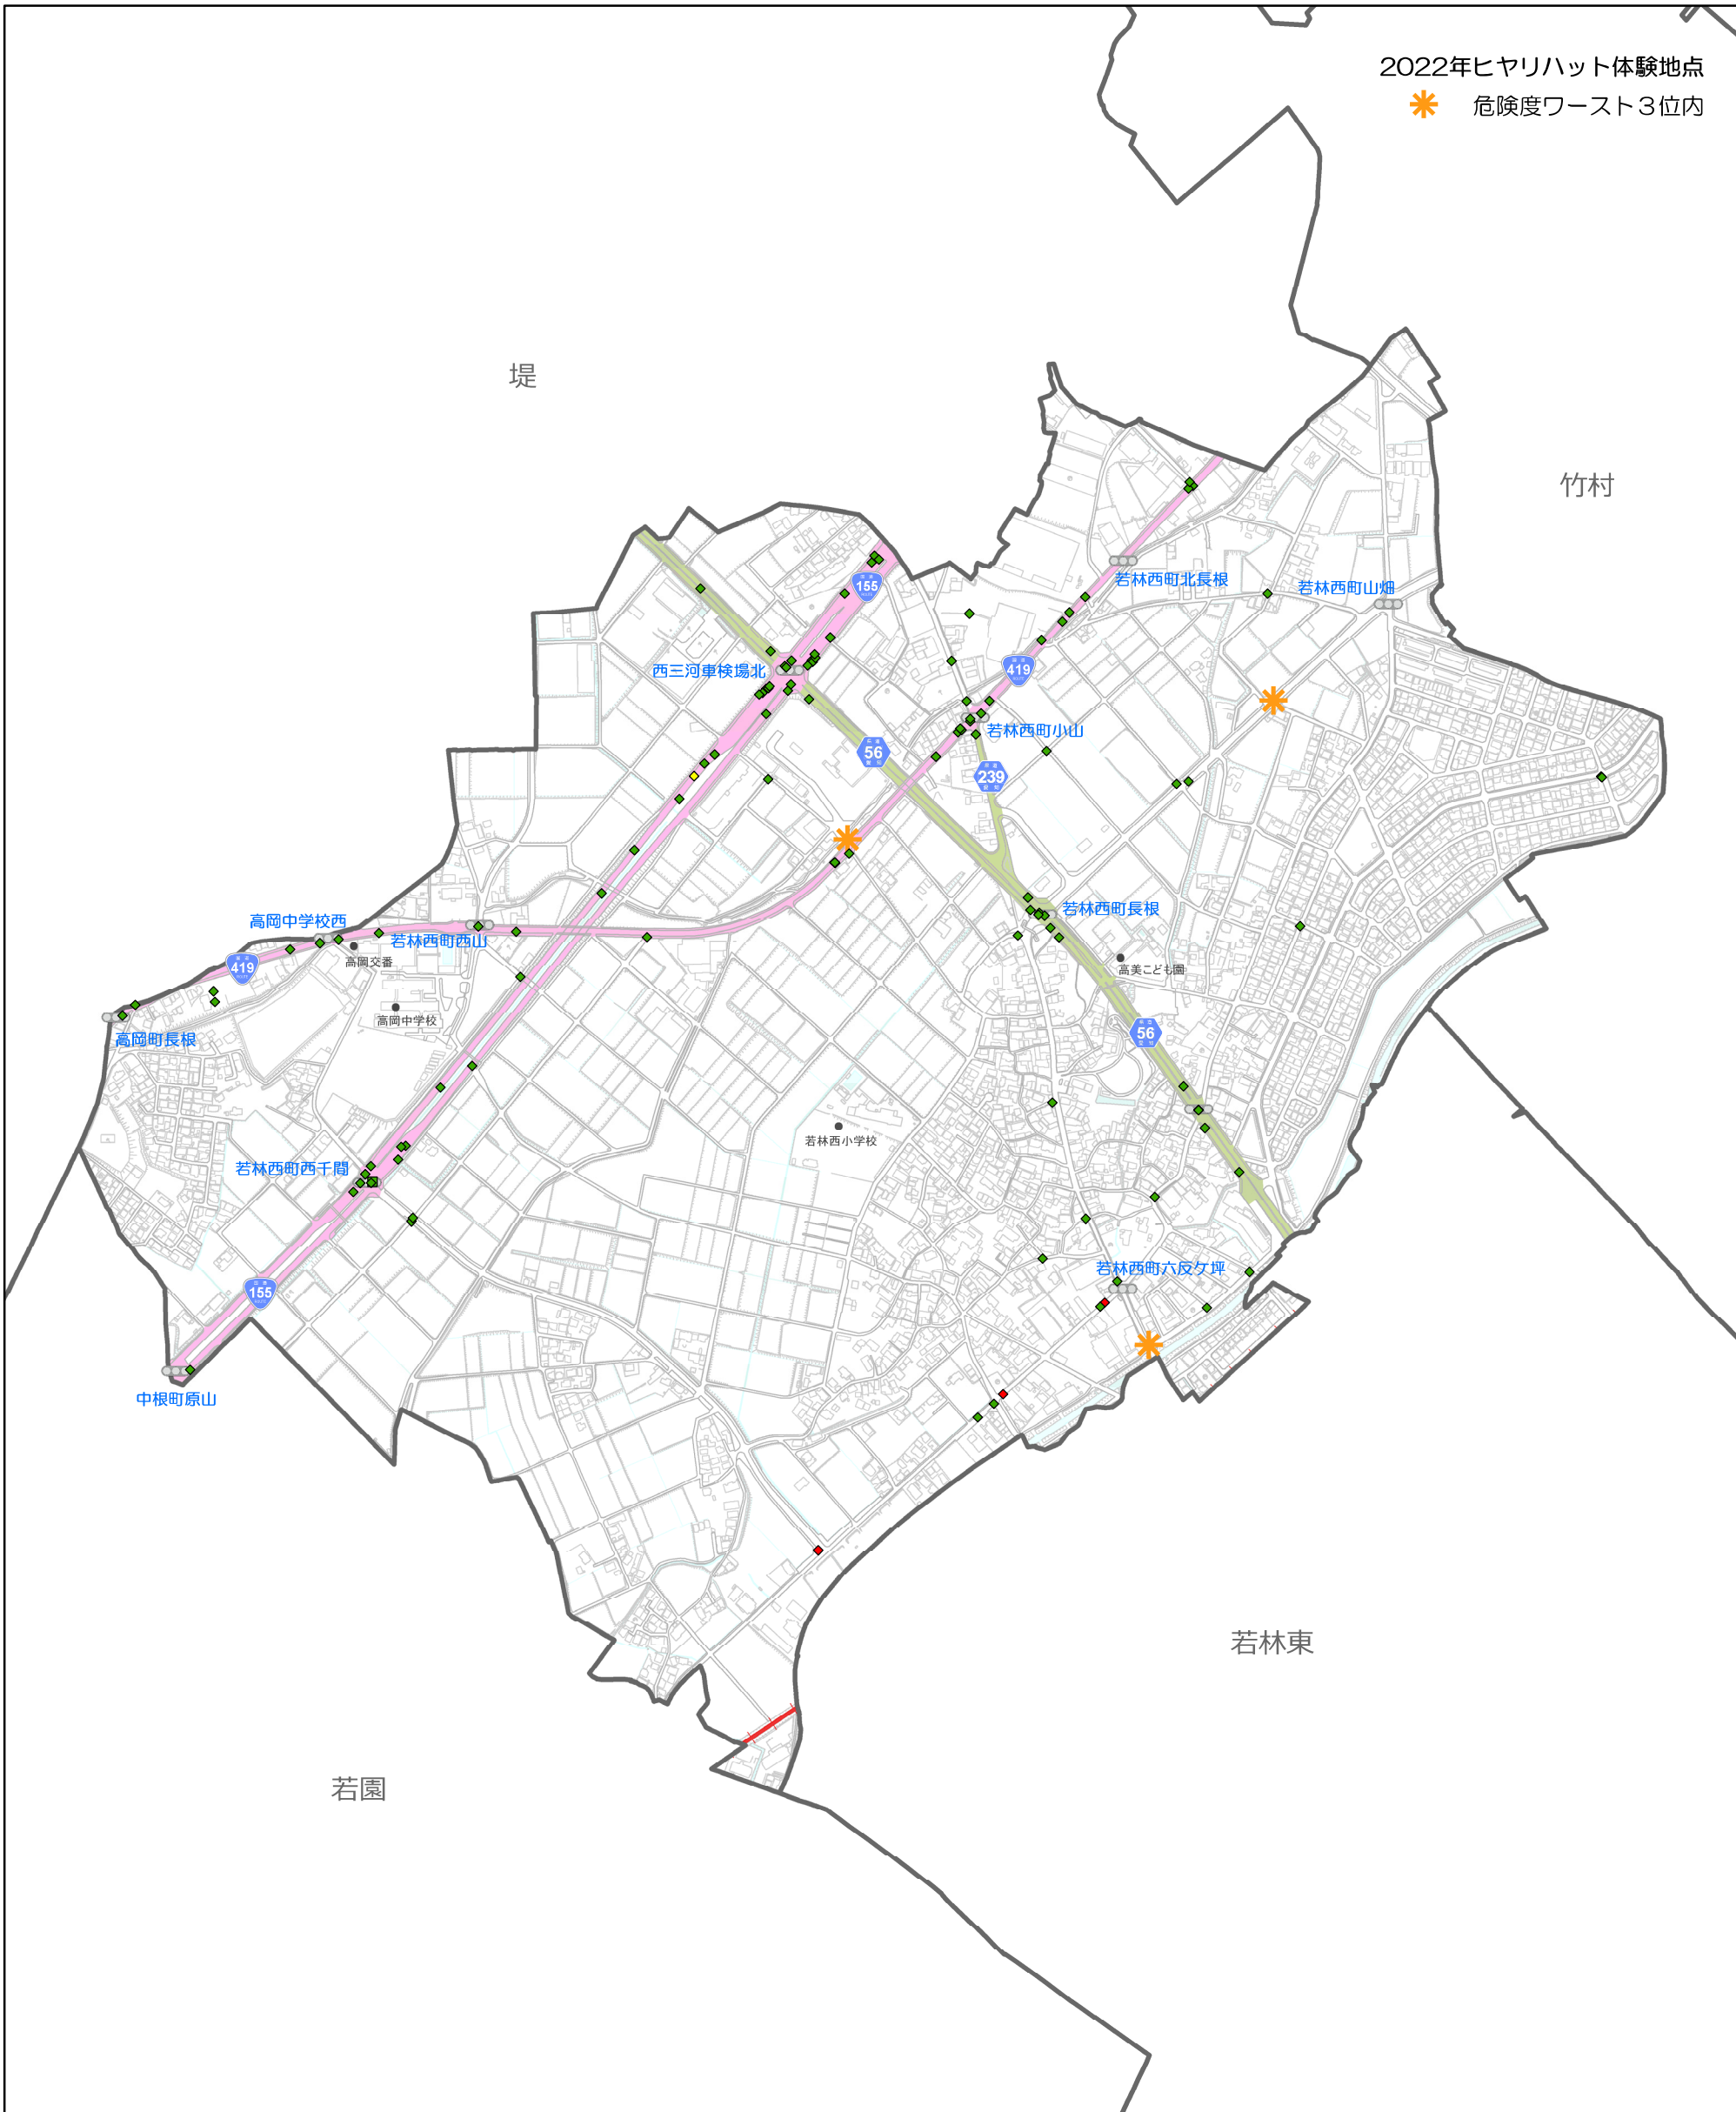 2022年ヒヤリハット体験地点
危険度ワースト3位内
堤
竹村
若林西町北長根
若林西町山畑
155
西三河車検場北
419
若林西町小山
56
239
高岡中学校西
若林西町西山
若林西町長根
419
高岡交番
高美こども園
高岡中学校
高岡町長根
56
若林西小学校
若林西町西千間
若林西町六反ケ坪
155
中根町原山
若林東
若園